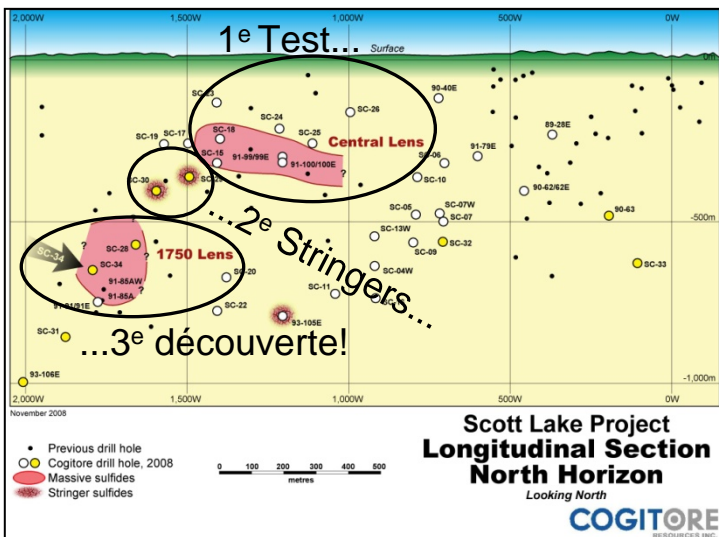 2,000W 1,500W 1,000W 500W 0W
1e Test...
Surface
0m
SC-23
90-40E
SC-26
SC-24
89-28E
SC-19 SC-17 SC-18
SC-25
Central Lens
SC-15
91-99/99E
91-100/100E
SC-06
91-79E
?
SC-30
SC-10
90-62/62E
...2e Stringers...
SC-05 SC-07W
90-63
-500m
SC-07
SC-13W
? SC-28
1750 Lens
SC-09
SC-32
SC-34
SC-34
?
SC-04W
SC-33
91-85AW
SC-20
91-85A
?
SC-11
SC-22
93-105E
SC-31
...3e découverte!
93-106E
-1,000m
2,000W 1,500W 1,000W 500W 0W
November 2008
Previous drill hole
Cogitore drill hole, 2008
Massive sulfides
Stringer sulfides
0 100 200 300 400 500
metres
Scott Lake Project
Longitudinal Section
North Horizon
Looking North
COGITORE
RESOURCES INC.